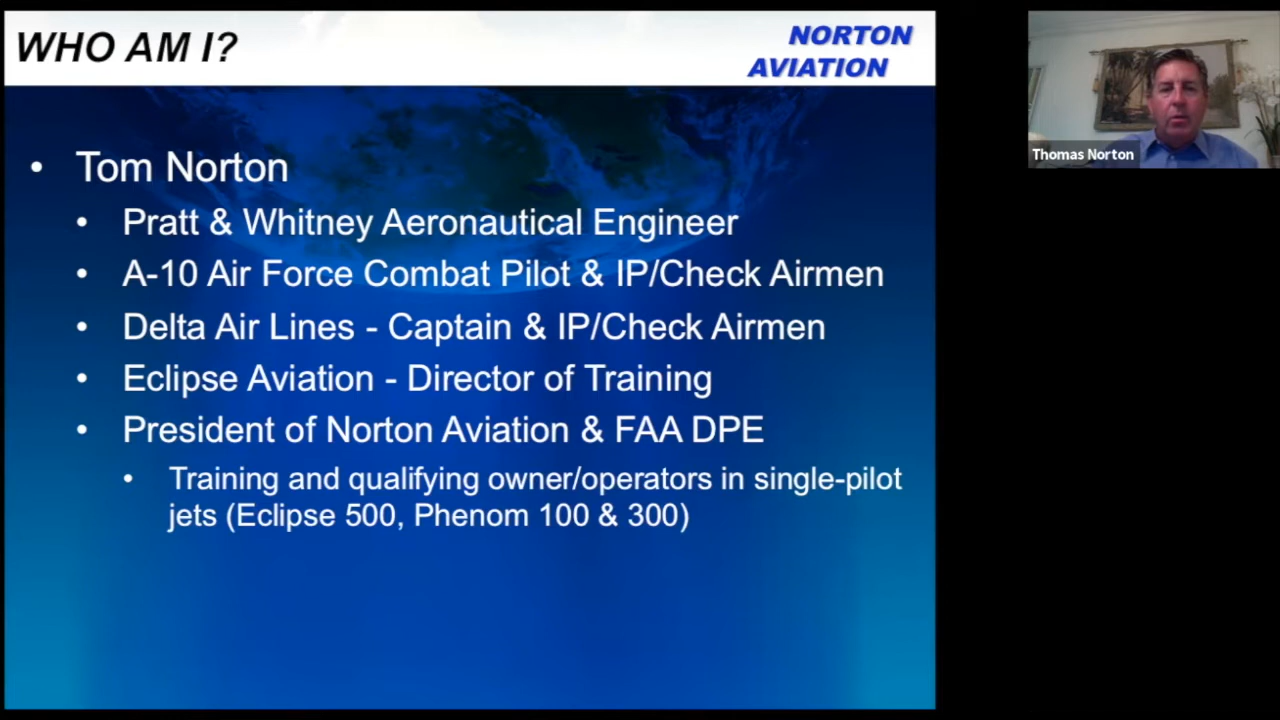 WHO AM I?
NORTON
AVIATION
• Tom Norton
• Pratt & Whitney Aeronautical Engineer
• A-10 Air Force Combat Pilot & IP/Check Airmen
• Delta Air Lines - Captain & IP/Check Airmen
• Eclipse Aviation - Director of Training
• President of Norton Aviation & FAA DPE
• Training and qualifying owner/operators in single-pilot
jets (Eclipse 500, Phenom 100 & 300)
Thomas Norton